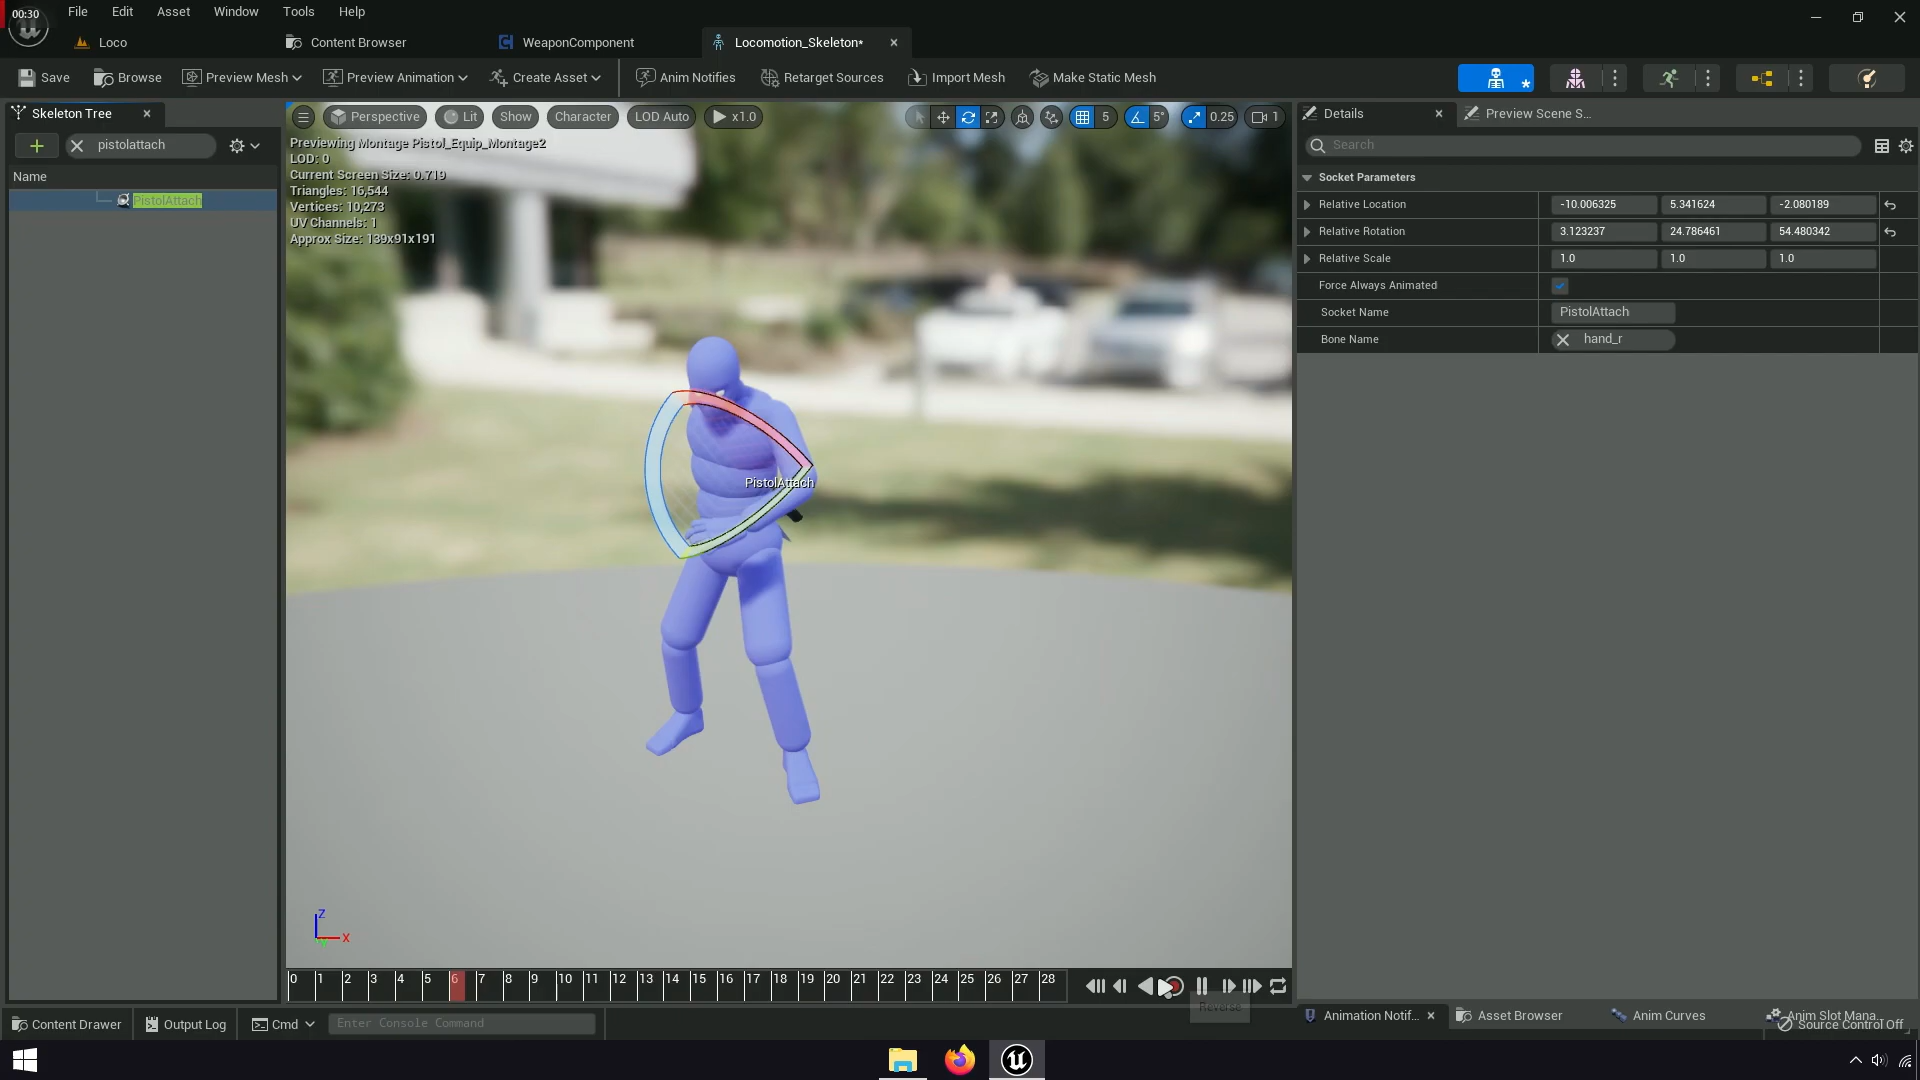 00:30
File Edit Asset Window Tools Help
Loco Content Browser WeaponComponent Locomotion_Skeleton*
Save Browse Preview Mesh Preview Animation Create Asset Anim Notifies Retarget Sources Import Mesh Make Static Mesh
Skeleton Tree
pistolattach
Name
PistolAttach
Perspective Lit Show Character LOD Auto x1.0 5 5° 0.25 1
Previewing Montage Pistol_Equip_Montage2
LOD: 0
Current Screen Size: 0.719
Triangles: 16,544
Vertices: 10,273
UV Channels: 1
Approx Size: 139x91x191
PistolAttach
Z
X
0 1 2 3 4 5 6 7 8 9 10 11 12 13 14 15 16 17 18 19 20 21 22 23 24 25 26 27 28
Reverse
Details Preview Scene S...
Search
Socket Parameters
Relative Location -10.006325 5.341624 -2.080189
Relative Rotation 3.123237 24.786461 54.480342
Relative Scale 1.0 1.0 1.0
Force Always Animated
Socket Name PistolAttach
Bone Name hand_r
Animation Notif... Asset Browser Anim Curves Anim Slot Mana...
Content Drawer Output Log Cmd Enter Console Command Source Control Off